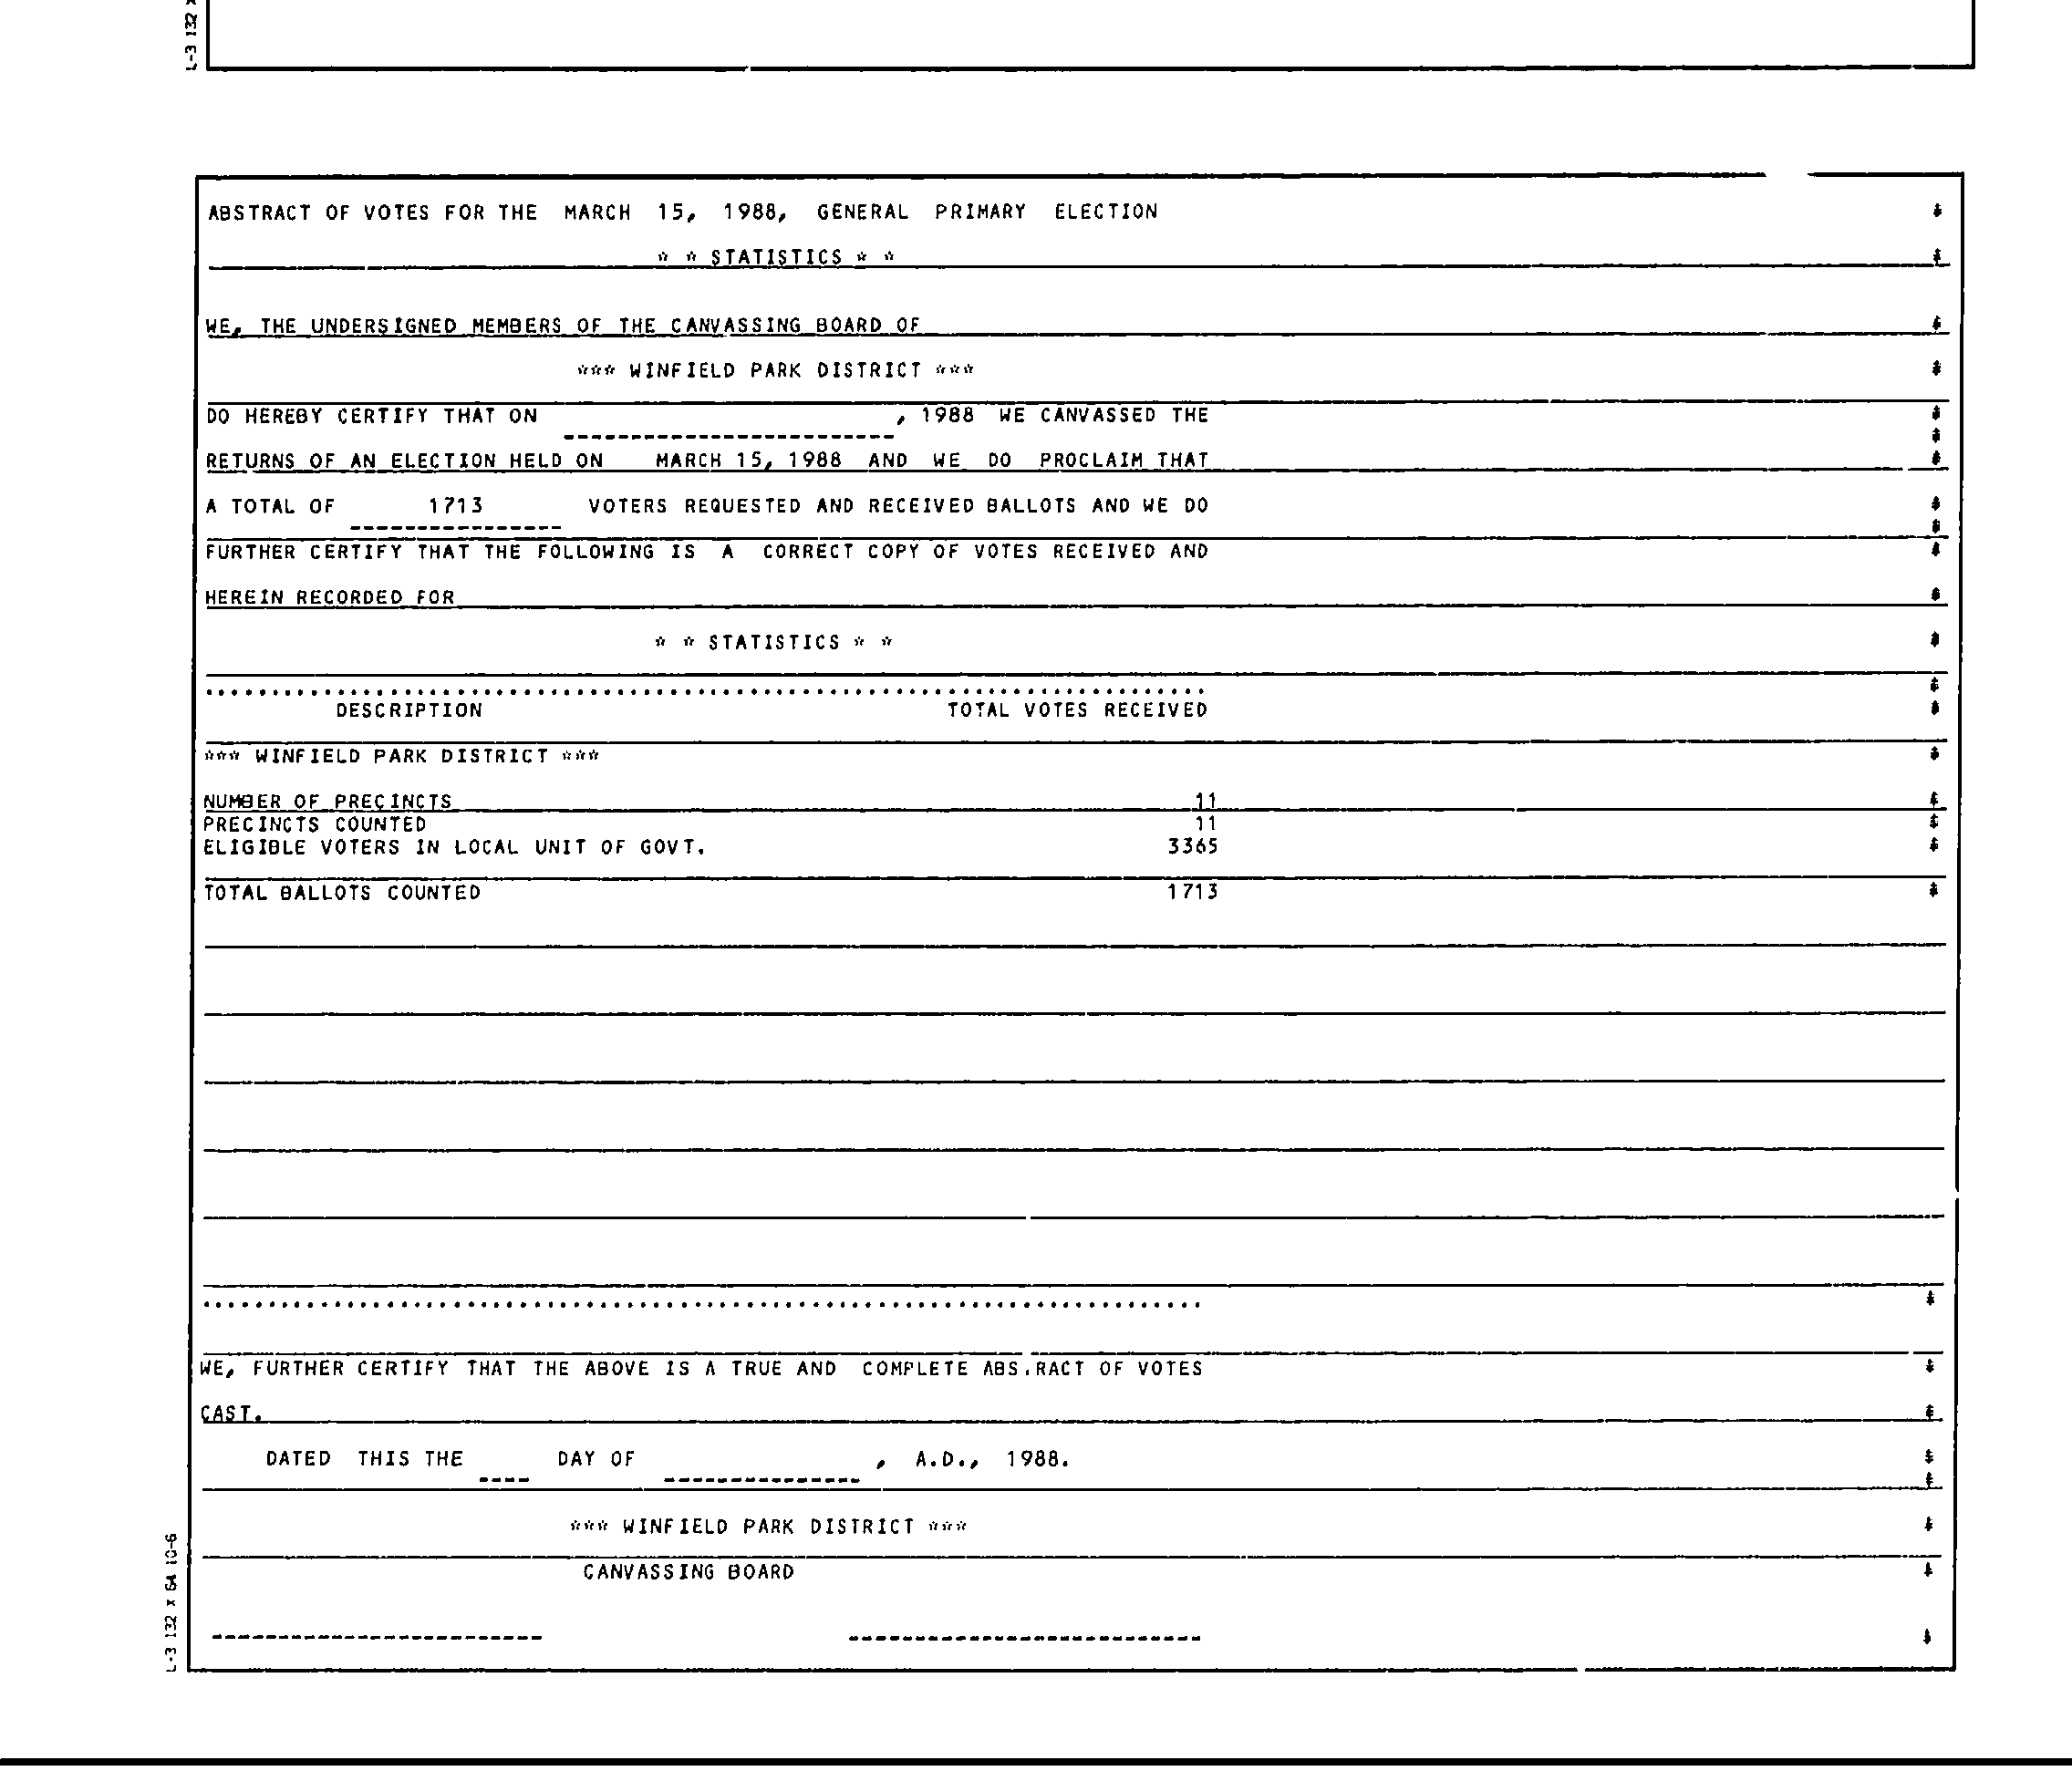 L-3 132 x
ABSTRACT OF VOTES FOR THE MARCH 15, 1988, GENERAL PRIMARY ELECTION
* * STATISTICS * *
WE, THE UNDERSIGNED MEMBERS OF THE CANVASSING BOARD OF
*** WINFIELD PARK DISTRICT ***
DO HEREBY CERTIFY THAT ON , 1988 WE CANVASSED THE
RETURNS OF AN ELECTION HELD ON MARCH 15, 1988 AND WE DO PROCLAIM THAT
A TOTAL OF 1713 VOTERS REQUESTED AND RECEIVED BALLOTS AND WE DO
FURTHER CERTIFY THAT THE FOLLOWING IS A CORRECT COPY OF VOTES RECEIVED AND
HEREIN RECORDED FOR
* * STATISTICS * *
DESCRIPTION TOTAL VOTES RECEIVED
*** WINFIELD PARK DISTRICT ***
NUMBER OF PRECINCTS 11
PRECINCTS COUNTED 11
ELIGIBLE VOTERS IN LOCAL UNIT OF GOVT. 3365
TOTAL BALLOTS COUNTED 1713
WE, FURTHER CERTIFY THAT THE ABOVE IS A TRUE AND COMPLETE ABS.RACT OF VOTES
CAST.
DATED THIS THE ---- DAY OF --------------- , A.D., 1988.
*** WINFIELD PARK DISTRICT ***
CANVASSING BOARD
L-3 132 x 6A 10-6